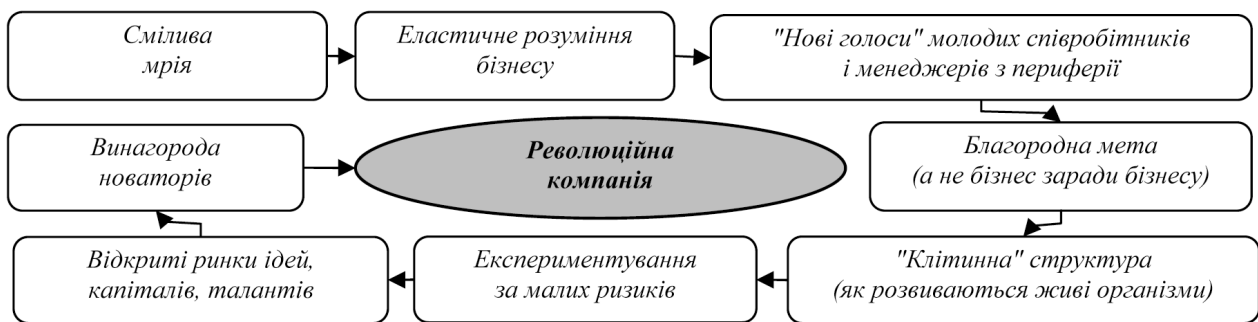 Смілива
мрія
Еластичне розуміння
бізнесу
"Нові голоси" молодих співробітників
і менеджерів з периферії
Благородна мета
(а не бізнес заради бізнесу)
"Клітинна" структура
(як розвиваються живі організми)
Експериментування
за малих ризиків
Відкриті ринки ідей,
капіталів, талантів
Винагорода
новаторів
Революційна
компанія